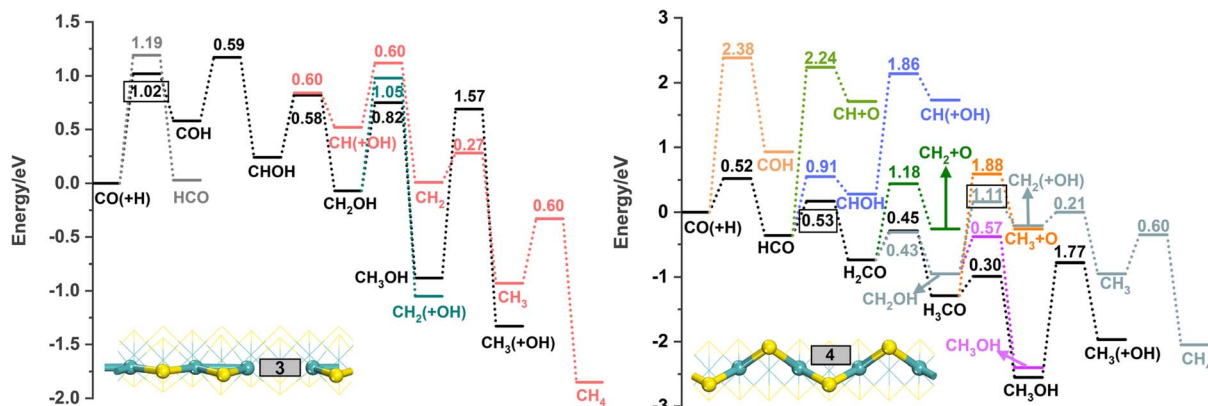 Energy/eV
1.5
1.0
0.5
0.0
-0.5
-1.0
-1.5
-2.0
1.19
1.02
0.59
0.60
0.58
0.60
1.05
0.82
1.57
0.27
0.60
CO(+H)
HCO
COH
CHOH
CH(+OH)
CH2OH
CH2
CH3OH
CH2(+OH)
CH3
CH3(+OH)
CH4
3
Energy/eV
3
2
1
0
-1
-2
-3
2.38
2.24
1.86
0.52
0.91
0.53
1.18
0.45
0.43
1.88
1.11
0.57
0.30
0.21
1.77
0.60
CO(+H)
COH
HCO
CH+O
CHOH
CH(+OH)
CH2+O
CH2(+OH)
H2CO
CH2OH
CH3+O
H3CO
CH3
CH3OH
CH3OH
CH3(+OH)
4